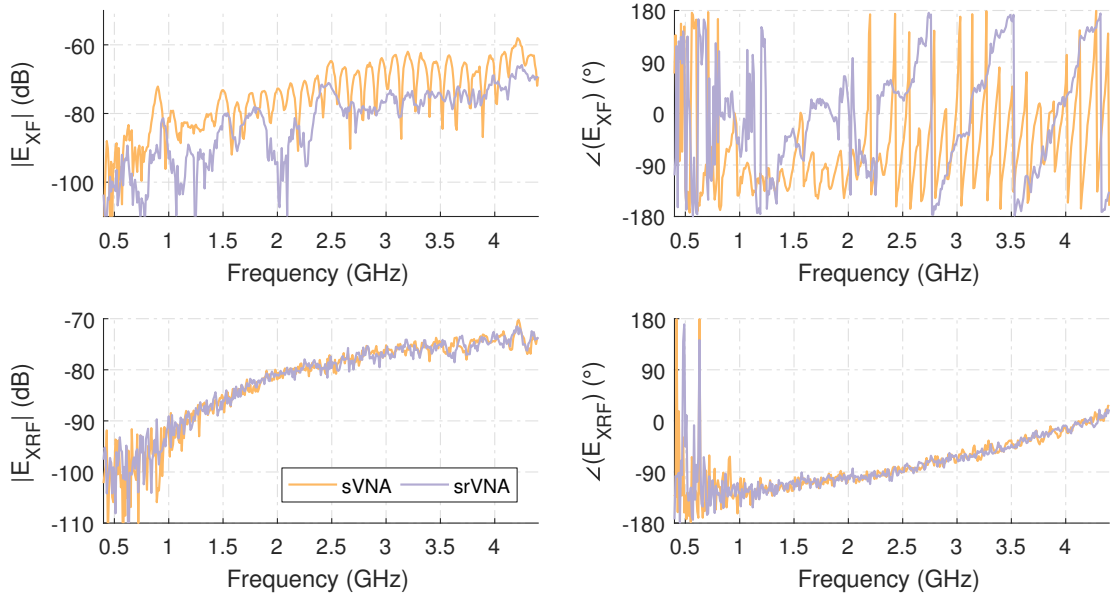 |E_XF| (dB)
-60
-80
-100
0.5 1 1.5 2 2.5 3 3.5 4
Frequency (GHz)
∠(E_XF) (°)
180
90
0
-90
-180
0.5 1 1.5 2 2.5 3 3.5 4
Frequency (GHz)
|E_XRF| (dB)
-70
-80
-90
-100
-110
sVNA srVNA
0.5 1 1.5 2 2.5 3 3.5 4
Frequency (GHz)
∠(E_XRF) (°)
180
90
0
-90
-180
0.5 1 1.5 2 2.5 3 3.5 4
Frequency (GHz)